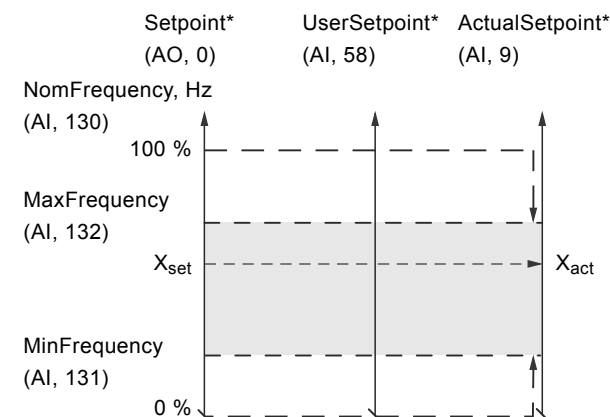 Setpoint* UserSetpoint* ActualSetpoint*
(AO, 0) (AI, 58) (AI, 9)
NomFrequency, Hz
(AI, 130)
100 %
MaxFrequency
(AI, 132)
Xset Xact
MinFrequency
(AI, 131)
0 %